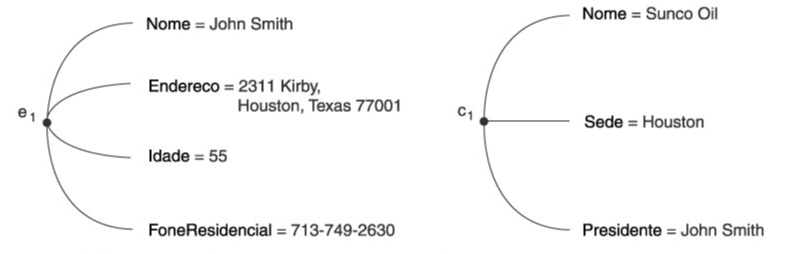 Nome = John Smith
Endereco = 2311 Kirby,
Houston, Texas 77001
e1
Idade = 55
FoneResidencial = 713-749-2630
Nome = Sunco Oil
c1
Sede = Houston
Presidente = John Smith